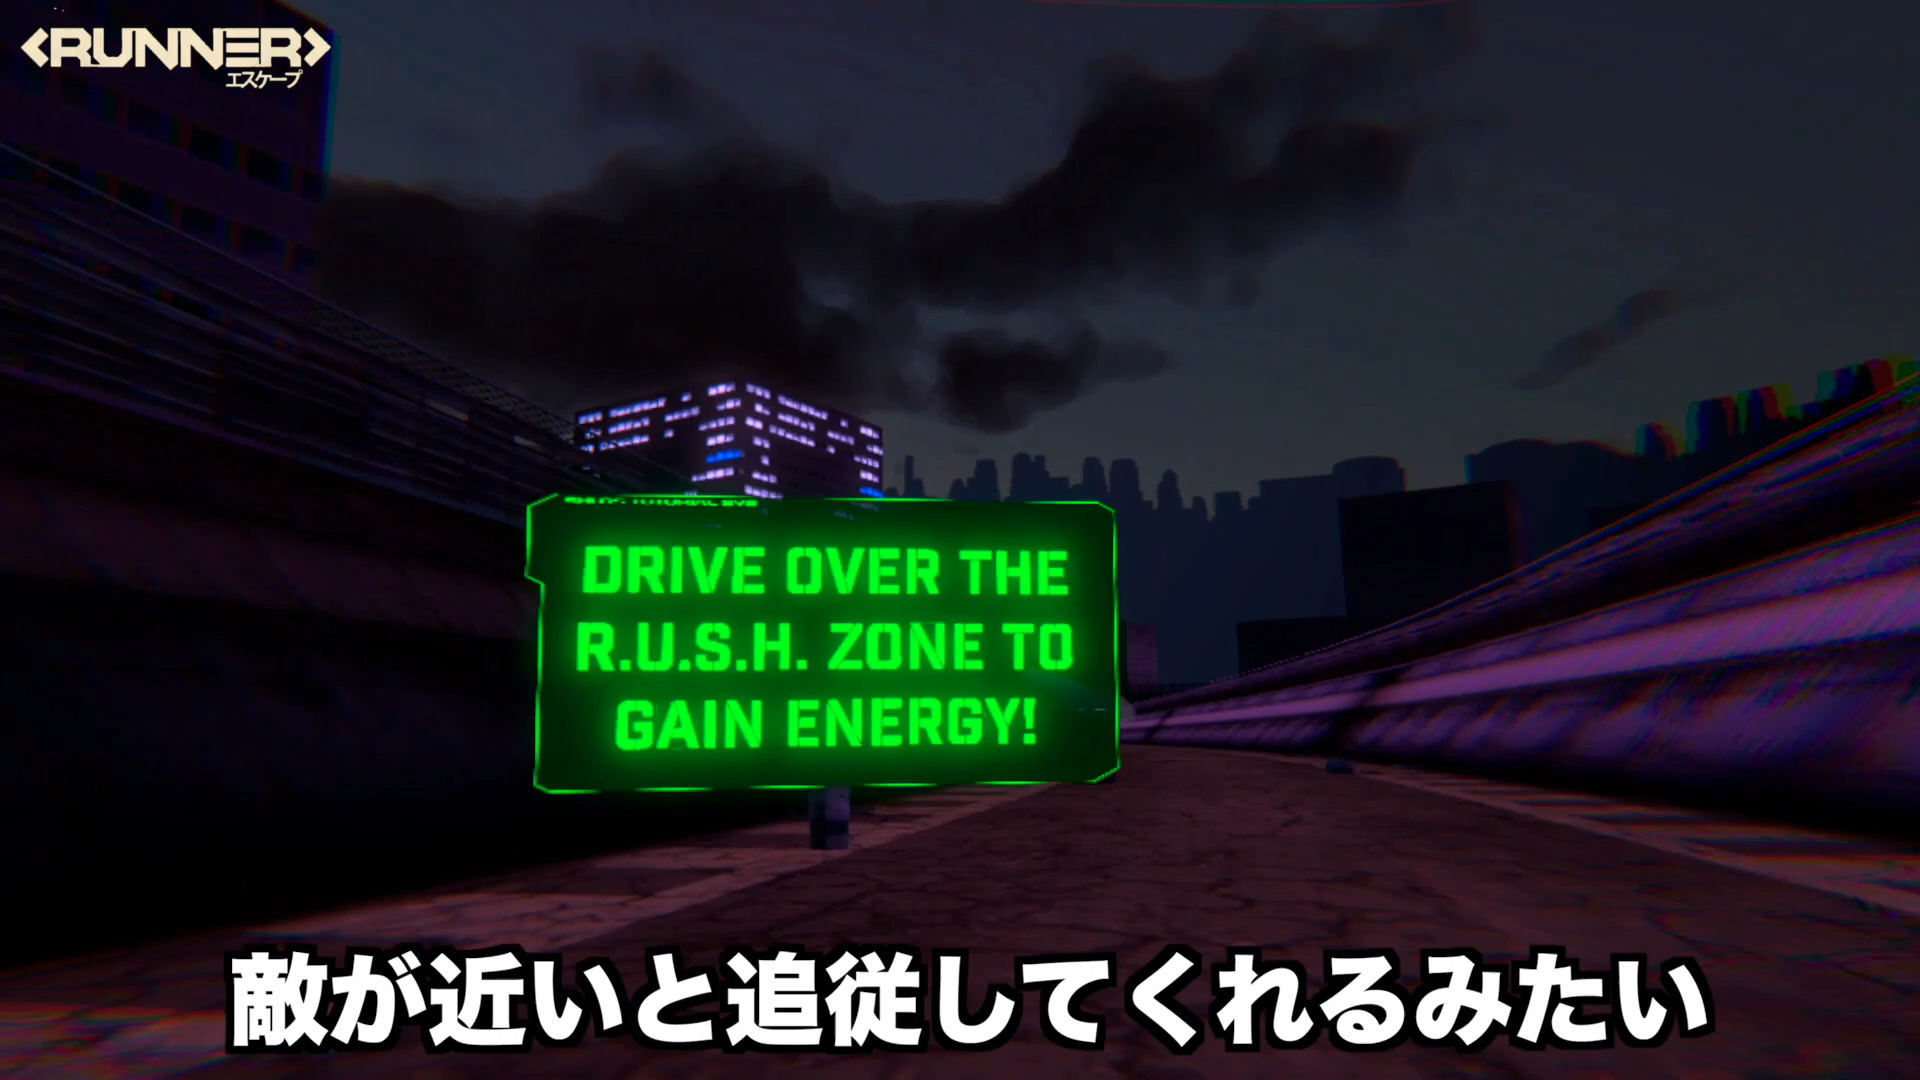 <RUNNER>
エスケープ
DRIVE OVER THE
R.U.S.H. ZONE TO
GAIN ENERGY!
敵が近いと追従してくれるみたい